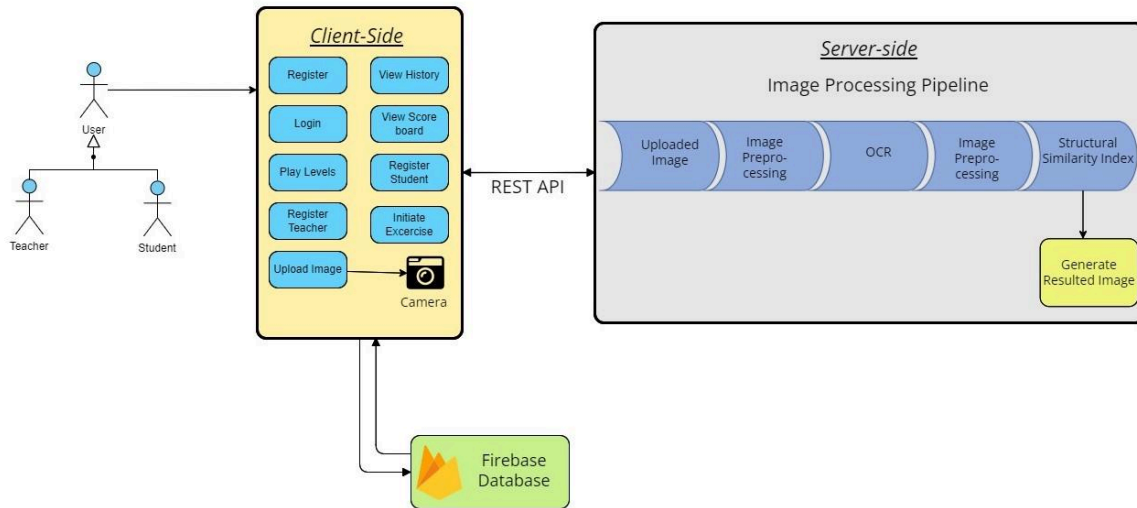 Client-Side
Register
View History
Login
View Score
board
Play Levels
Register
Student
Register
Teacher
Initiate
Excercise
Upload Image
Camera
User
Teacher
Student
REST API
Server-side
Image Processing Pipeline
Uploaded
Image
Image
Prepro-
cessing
OCR
Image
Prepro-
cessing
Structural
Similarity Index
Generate
Resulted Image
Firebase
Database